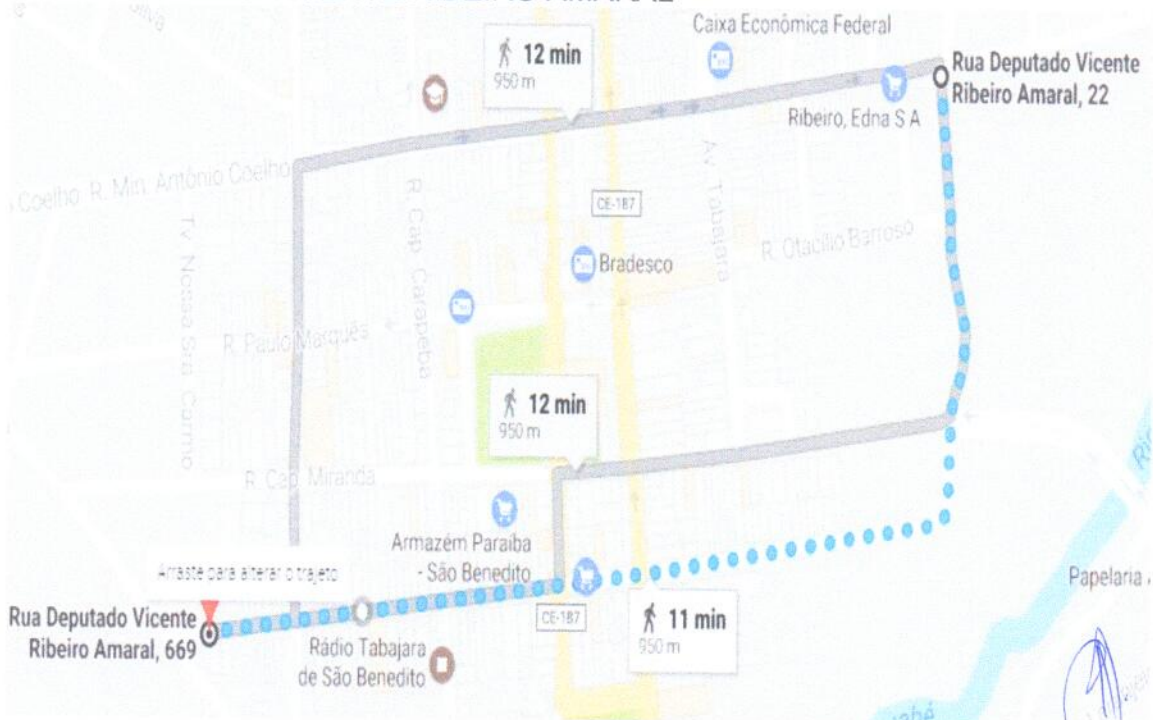 Caixa Econômica Federal
12 min
950 m
Rua Deputado Vicente
Ribeiro Amaral, 22
Ribeiro, Edna S A
Coelho
R. Min. Antônio Coelho
Tv. Nossa Sra. Carmo
R. Cap. Carapeba
CE-187
Av. Tabajara
R. Otacílio Barroso
Bradesco
R. Paulo Marquês
12 min
950 m
R. Cap. Miranda
Armazém Paraíba
- São Benedito
Arraste para alterar o trajeto
Rua Deputado Vicente
Ribeiro Amaral, 669
Rádio Tabajara
de São Benedito
CE-187
11 min
950 m
Papelaria